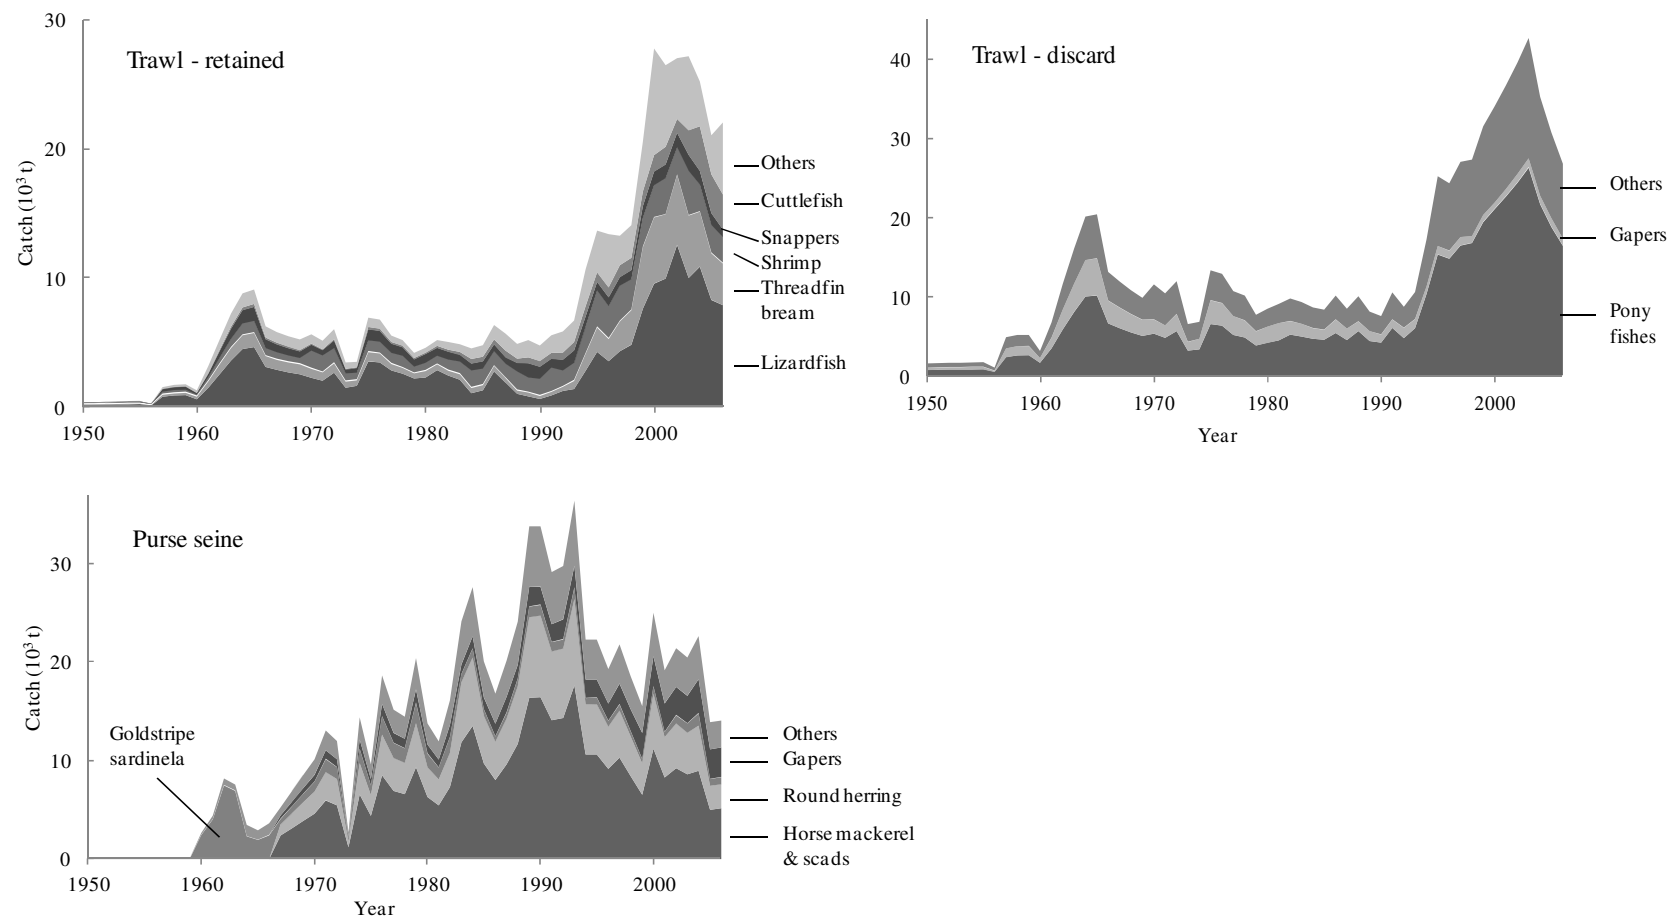 Trawl - retained
Catch (10³ t)
30
20
10
0
1950 1960 1970 1980 1990 2000
Others
Cuttlefish
Snappers
Shrimp
Threadfin
bream
Lizardfish
Trawl - discard
40
30
20
10
0
1950 1960 1970 1980 1990 2000
Year
Others
Gapers
Pony
fishes
Purse seine
Catch (10³ t)
30
20
10
0
1950 1960 1970 1980 1990 2000
Year
Goldstripe
sardinela
Others
Gapers
Round herring
Horse mackerel
& scads